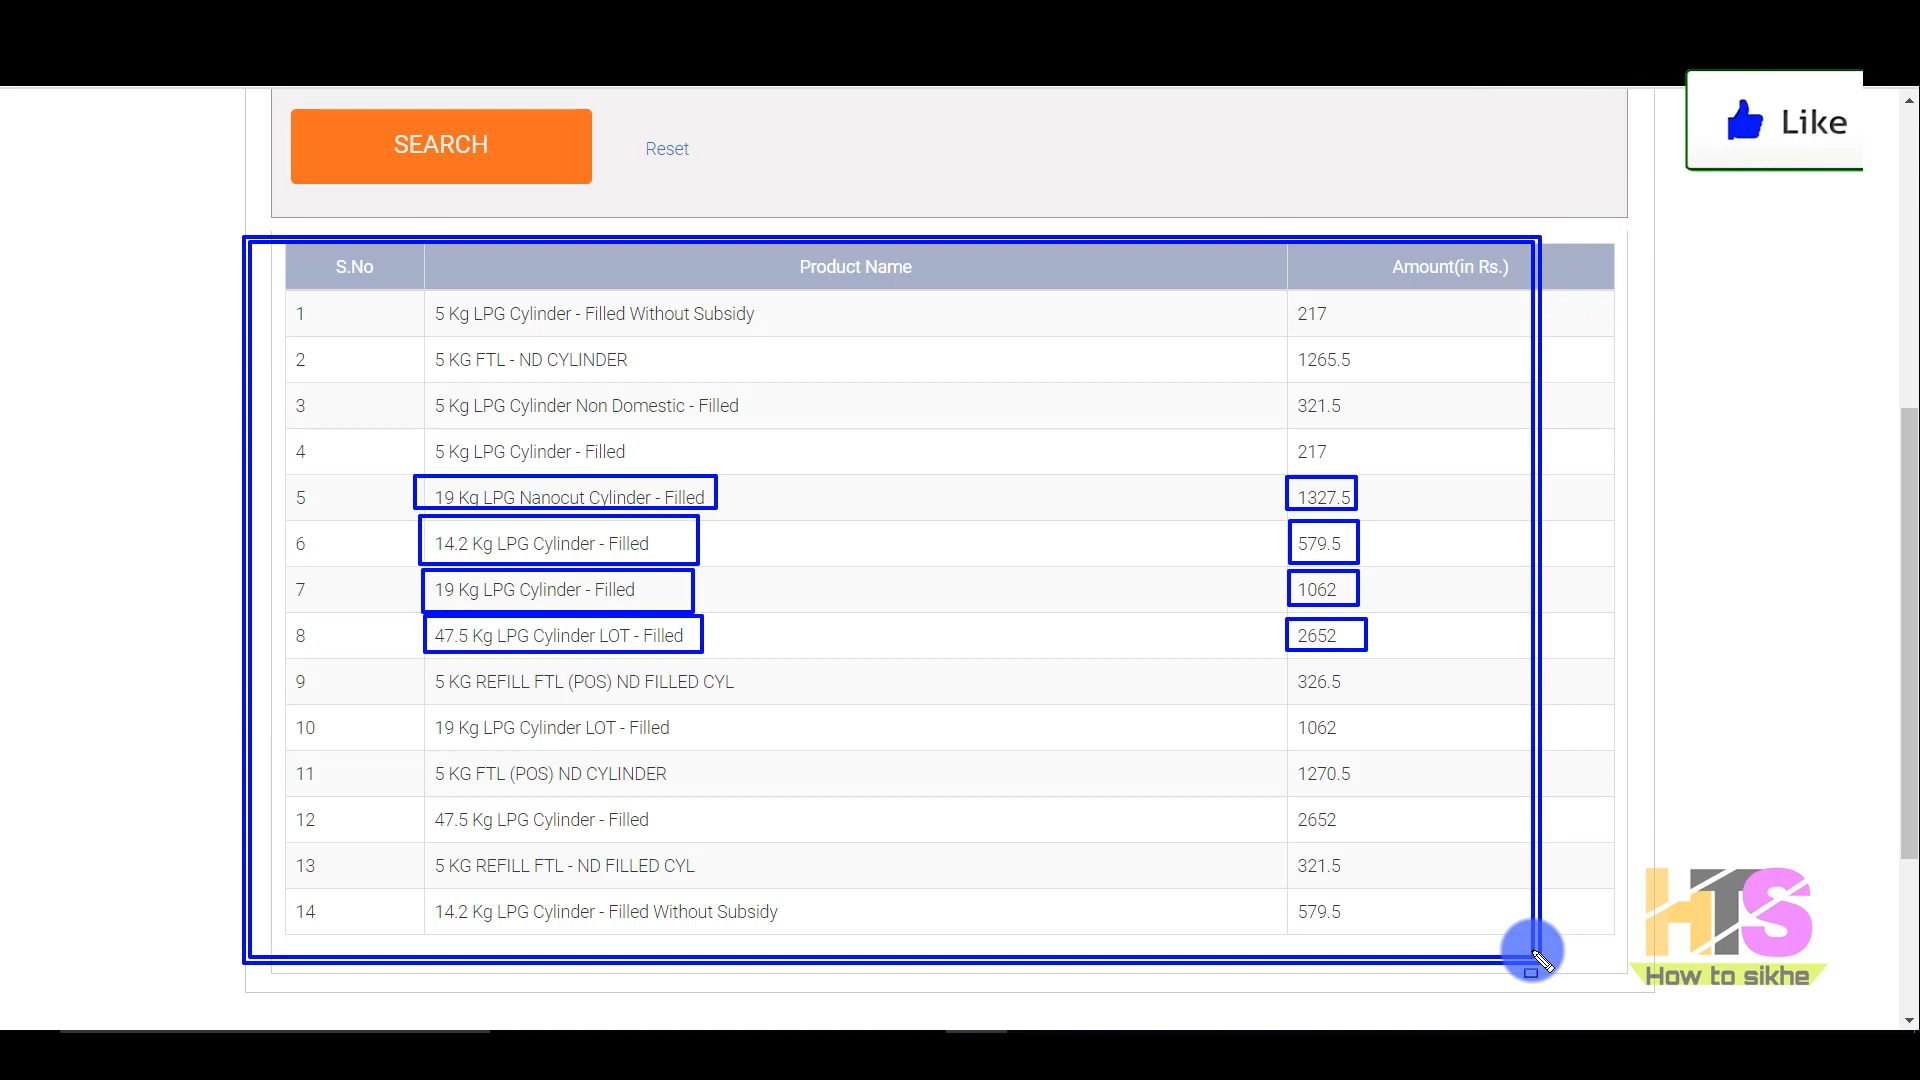 Like
SEARCH
Reset
S.No Product Name Amount(in Rs.)
1 5 Kg LPG Cylinder - Filled Without Subsidy 217
2 5 KG FTL - ND CYLINDER 1265.5
3 5 Kg LPG Cylinder Non Domestic - Filled 321.5
4 5 Kg LPG Cylinder - Filled 217
5 19 Kg LPG Nanocut Cylinder - Filled 1327.5
6 14.2 Kg LPG Cylinder - Filled 579.5
7 19 Kg LPG Cylinder - Filled 1062
8 47.5 Kg LPG Cylinder LOT - Filled 2652
9 5 KG REFILL FTL (POS) ND FILLED CYL 326.5
10 19 Kg LPG Cylinder LOT - Filled 1062
11 5 KG FTL (POS) ND CYLINDER 1270.5
12 47.5 Kg LPG Cylinder - Filled 2652
13 5 KG REFILL FTL - ND FILLED CYL 321.5
14 14.2 Kg LPG Cylinder - Filled Without Subsidy 579.5
HTS
How to sikhe